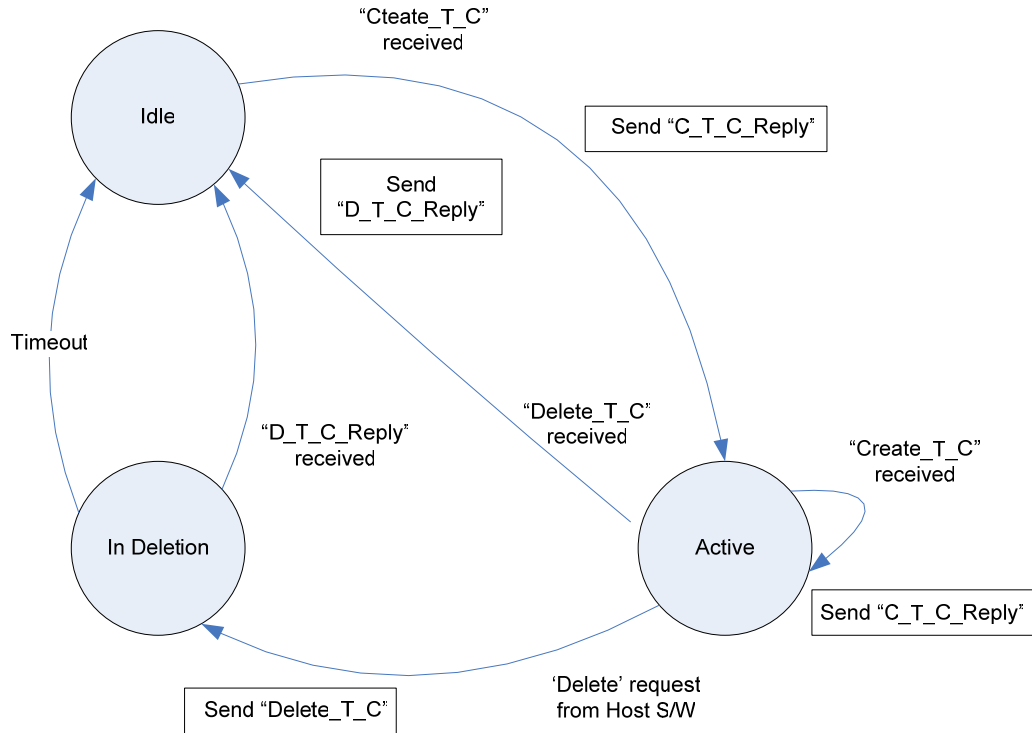 “Cteate_T_C”
received
Idle
Send “C_T_C_Reply”
Send
“D_T_C_Reply”
Timeout
“Delete_T_C”
received
“D_T_C_Reply”
received
“Create_T_C”
received
In Deletion
Active
Send “C_T_C_Reply”
Send “Delete_T_C”
‘Delete’ request
from Host S/W